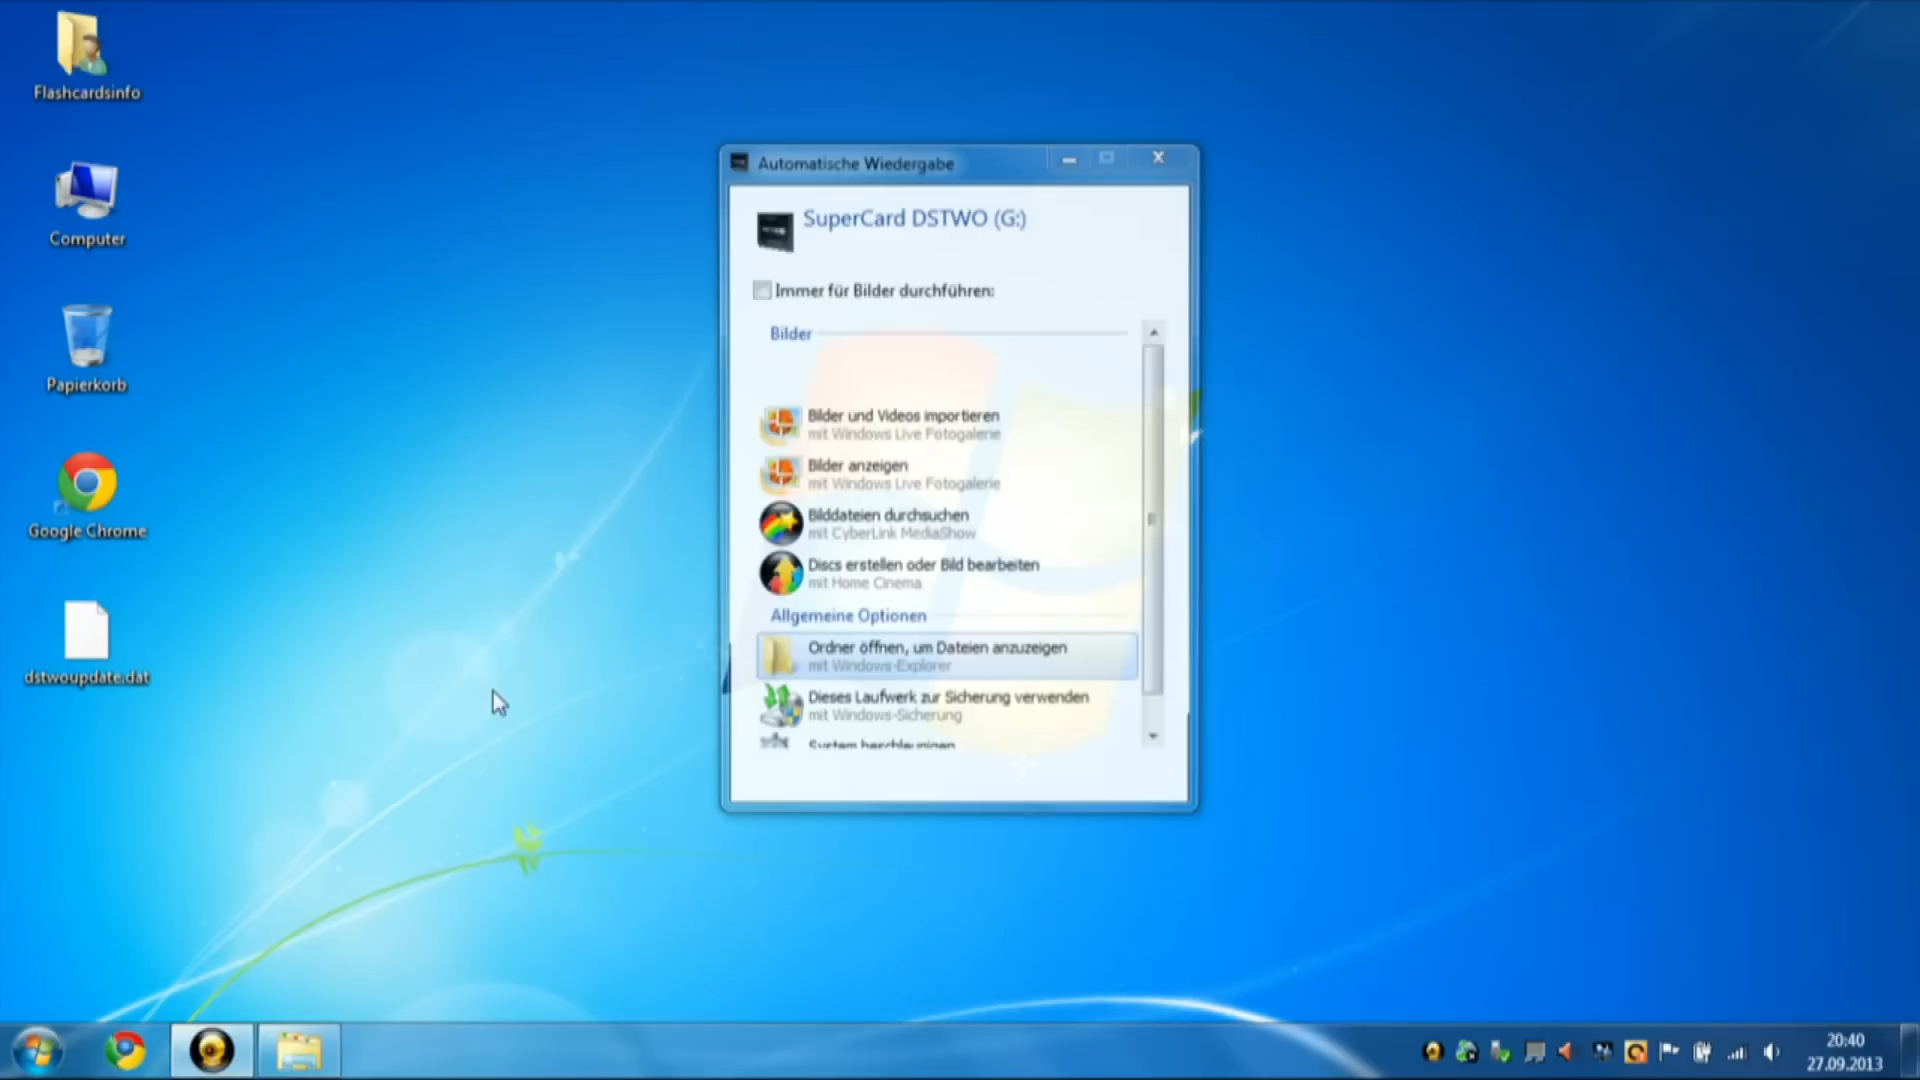 Flashcardsinfo
Computer
Papierkorb
Google Chrome
dstwoupdate.dat
Automatische Wiedergabe
SuperCard DSTWO (G:)
Immer für Bilder durchführen:
Bilder
Bilder und Videos importieren
mit Windows Live Fotogalerie
Bilder anzeigen
mit Windows Live Fotogalerie
Bilddateien durchsuchen
mit CyberLink MediaShow
Discs erstellen oder Bild bearbeiten
mit Home Cinema
Allgemeine Optionen
Ordner öffnen, um Dateien anzuzeigen
mit Windows-Explorer
Dieses Laufwerk zur Sicherung verwenden
mit Windows-Sicherung
System beschleunigen
20:40
27.09.2013